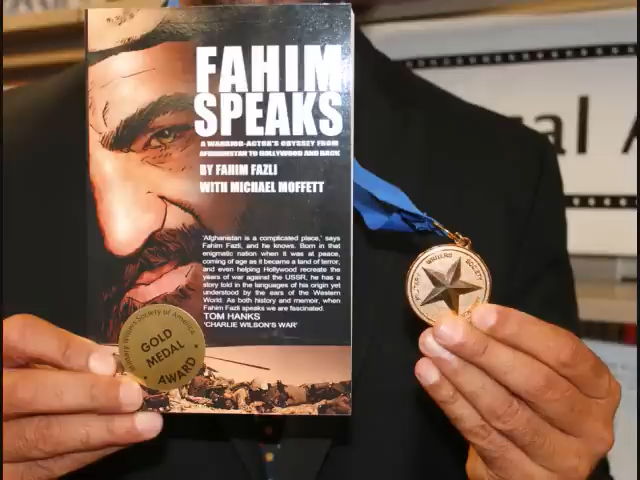 FAHIM
SPEAKS
A WARRIOR-ACTOR'S ODYSSEY FROM
AFGHANISTAN TO HOLLYWOOD AND BACK
BY FAHIM FAZLI
WITH MICHAEL MOFFETT
'Afghanistan is a complicated place,' says
Fahim Fazli, and he knows. Born in that
enigmatic nation when it was at peace,
coming of age as it became a land of terror,
and even helping Hollywood recreate the
years of war against the USSR, he has a
story told in the languages of his origin yet
understood by the ears of the Western
World. As both history and memoir, when
Fahim Fazli speaks we are fascinated.
TOM HANKS
'CHARLIE WILSON'S WAR'
Military Writers Society of America
GOLD
MEDAL
AWARD
WRITERS SOCIETY
al A